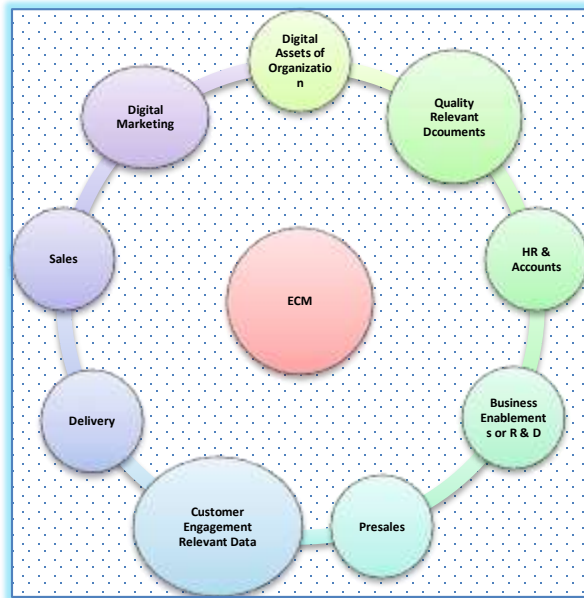 Digital
Assets of
Organizatio
n
Quality
Relevant
Dcouments
HR &
Accounts
Business
Enablement
s or R & D
Presales
Customer
Engagement
Relevant Data
Delivery
Sales
Digital
Marketing
ECM